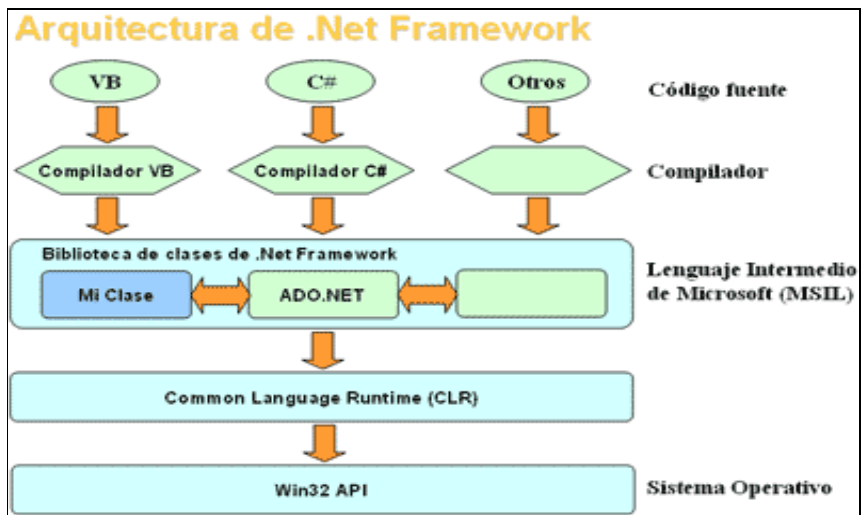 Arquitectura de .Net Framework
VB
C#
Otros
Código fuente
Compilador VB
Compilador C#
Compilador
Biblioteca de clases de .Net Framework
Mi Clase
ADO.NET
Lenguaje Intermedio
de Microsoft (MSIL)
Common Language Runtime (CLR)
Win32 API
Sistema Operativo